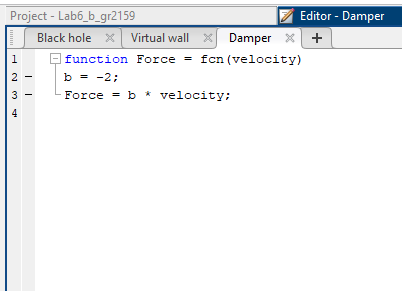 Project - Lab6_b_gr2159
Editor - Damper
Black hole × Virtual wall × Damper × +
1 function Force = fcn(velocity)
2 – b = -2;
3 – Force = b * velocity;
4